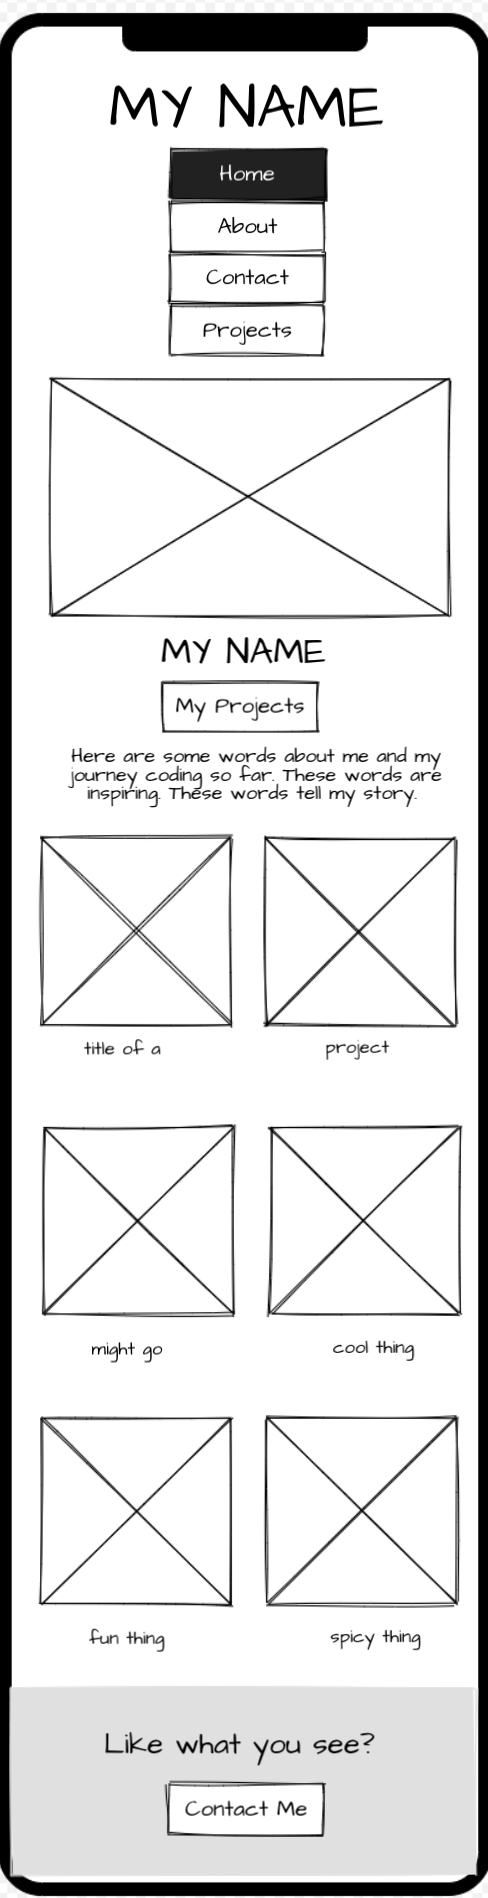 MY NAME
Home
About
Contact
Projects
MY NAME
My Projects
Here are some words about me and my
journey coding so far. These words are
inspiring. These words tell my story.
title of a
project
might go
cool thing
fun thing
spicy thing
Like what you see?
Contact Me